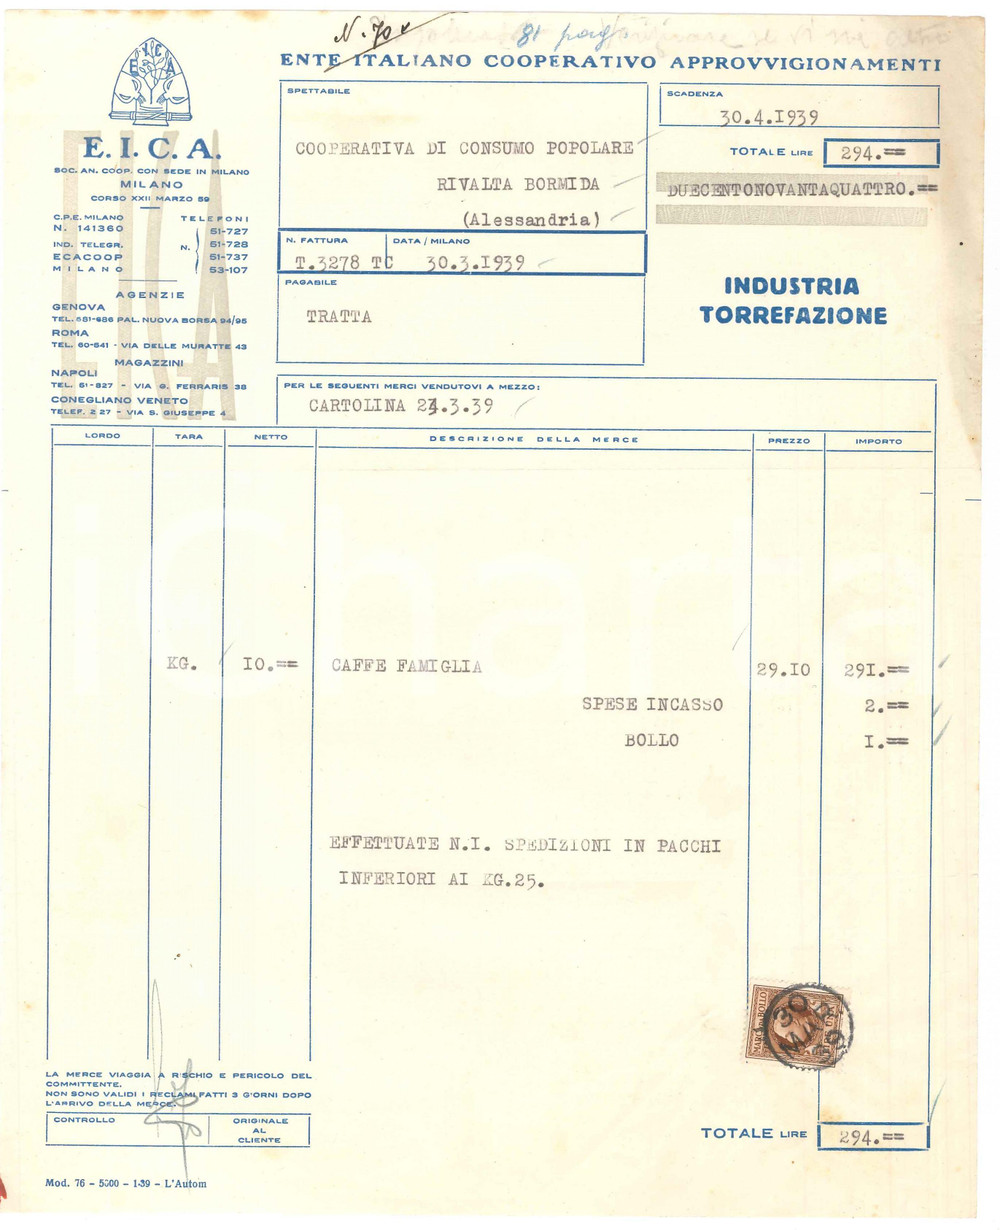 N. 70
ENTE ITALIANO COOPERATIVO APPROVVIGIONAMENTI
E I C A
E. I. C. A.
SOC. AN. COOP. CON SEDE IN MILANO
MILANO
CORSO XXII MARZO 59
C.P.E. MILANO
N. 141360
IND. TELEGR.
ECACOOP
MILANO
TELEFONI
N.
51-727
51-728
51-737
53-107
AGENZIE
GENOVA
TEL. 581-686 PAL. NUOVA BORSA 94/95
ROMA
TEL. 60-541 - VIA DELLE MURATTE 43
MAGAZZINI
NAPOLI
TEL. 51-827 - VIA G. FERRARIS 38
CONEGLIANO VENETO
TELEF. 2 27 - VIA S. GIUSEPPE 4
SPETTABILE
COOPERATIVA DI CONSUMO POPOLARE
RIVALTA BORMIDA
(Alessandria)
N. FATTURA
T.3278 TC
DATA / MILANO
30.3.I939
PAGABILE
TRATTA
SCADENZA
30.4.I939
TOTALE LIRE 294.==
DUECENTONOVANTAQUATTRO.==
INDUSTRIA
TORREFAZIONE
PER LE SEGUENTI MERCI VENDUTOVI A MEZZO:
CARTOLINA 24.3.39
LORDO TARA NETTO DESCRIZIONE DELLA MERCE PREZZO IMPORTO
KG. IO.== CAFFE FAMIGLIA 29.IO 29I.==
SPESE INCASSO 2.==
BOLLO I.==
EFFETTUATE N.I. SPEDIZIONI IN PACCHI
INFERIORI AI KG.25.
MARCA DA BOLLO
30 MAR
LA MERCE VIAGGIA A RISCHIO E PERICOLO DEL
COMMITTENTE.
NON SONO VALIDI I RECLAMI FATTI 3 GIORNI DOPO
L'ARRIVO DELLA MERCE.
CONTROLLO
ORIGINALE
AL
CLIENTE
TOTALE LIRE 294.==
Mod. 76 - 5000 - 1-39 - L'Autom